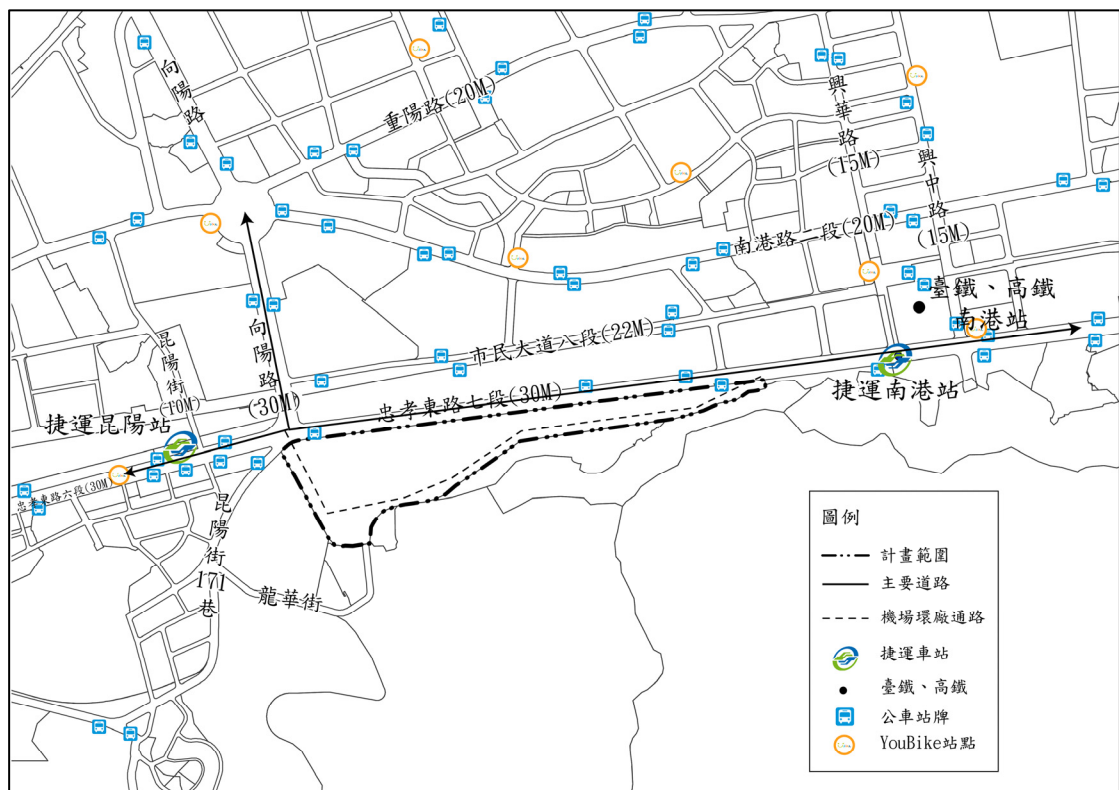 向陽路
重陽路(20M)
興華路(15M)
興中路(15M)
南港路二段(20M)
臺鐵、高鐵
南港站
市民大道八段(22M)
向陽路(30M)
昆陽街(10M)
忠孝東路七段(30M)
捷運南港站
捷運昆陽站
忠孝東路六段(30M)
昆陽街171巷
龍華街
圖例
計畫範圍
主要道路
機場環廠通路
捷運車站
臺鐵、高鐵
公車站牌
YouBike站點